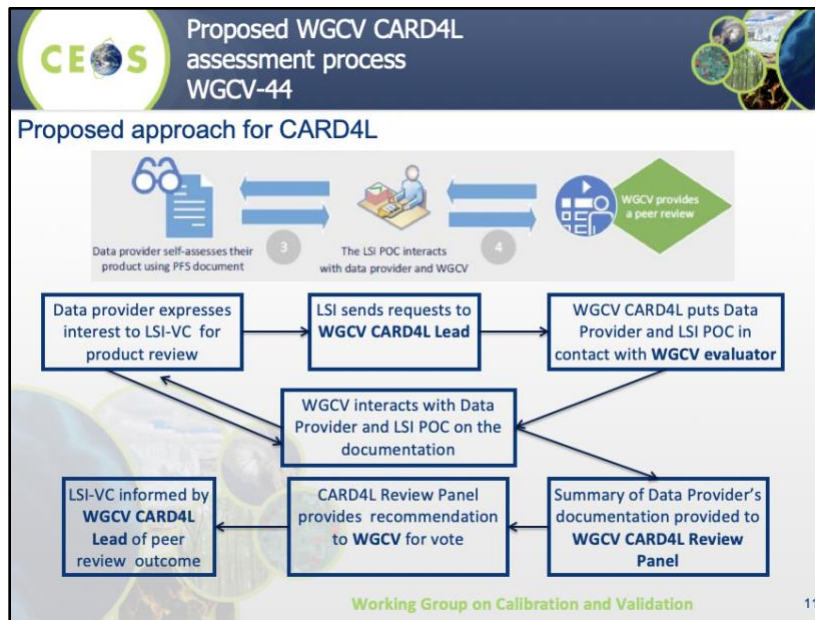 CEOS
Proposed WGCV CARD4L
assessment process
WGCV-44
Proposed approach for CARD4L
Data provider self-assesses their
product using PFS document
3
The LSI POC interacts
with data provider and WGCV
4
WGCV provides
a peer review
Data provider expresses
interest to LSI-VC for
product review
LSI sends requests to
WGCV CARD4L Lead
WGCV CARD4L puts Data
Provider and LSI POC in
contact with WGCV evaluator
WGCV interacts with Data
Provider and LSI POC on the
documentation
LSI-VC informed by
WGCV CARD4L
Lead of peer
review outcome
CARD4L Review Panel
provides recommendation
to WGCV for vote
Summary of Data Provider's
documentation provided to
WGCV CARD4L Review
Panel
Working Group on Calibration and Validation
11